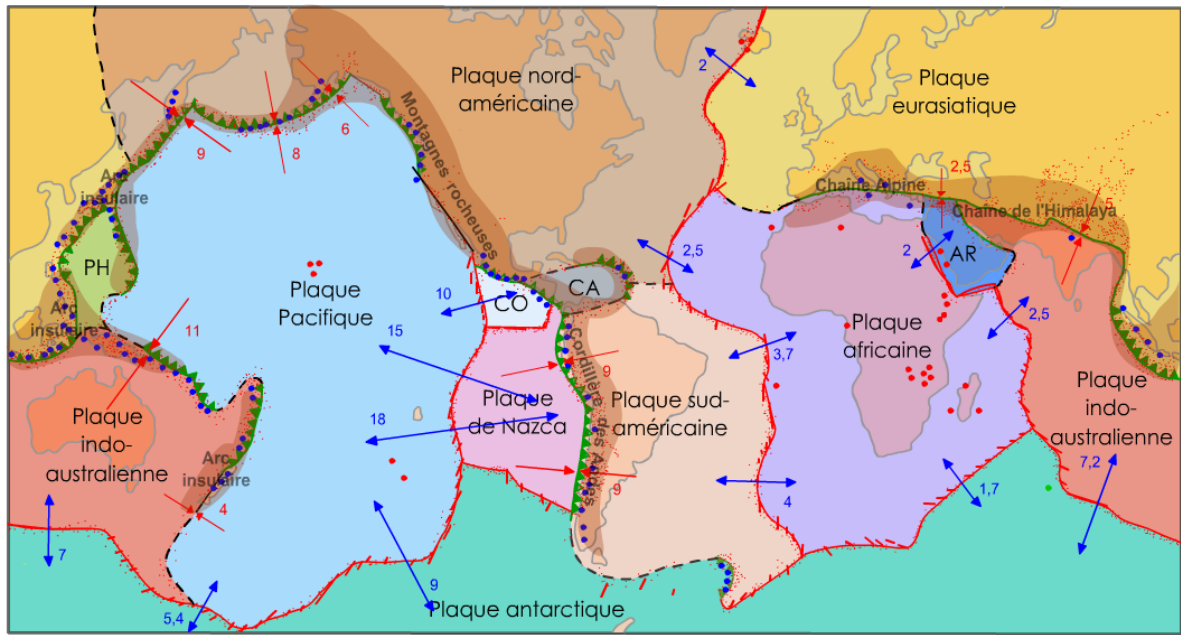 Plaque nord-
américaine
Plaque
eurasiatique
2
6
8
9
Montagnes rocheuses
Arc
insulaire
PH
Chaîne Alpine
2,5
Chaîne de l'Himalaya
5
2
AR
2,5
CA
CO
10
Plaque
Pacifique
15
11
Arc
insulaire
Plaque
africaine
2,5
3,7
Cordillère des Andes
9
Plaque
de Nazca
18
Plaque sud-
américaine
Plaque
indo-
australienne
Plaque
indo-
australienne
7,2
Arc
insulaire
4
9
4
1,7
7
9
5,4
Plaque antarctique